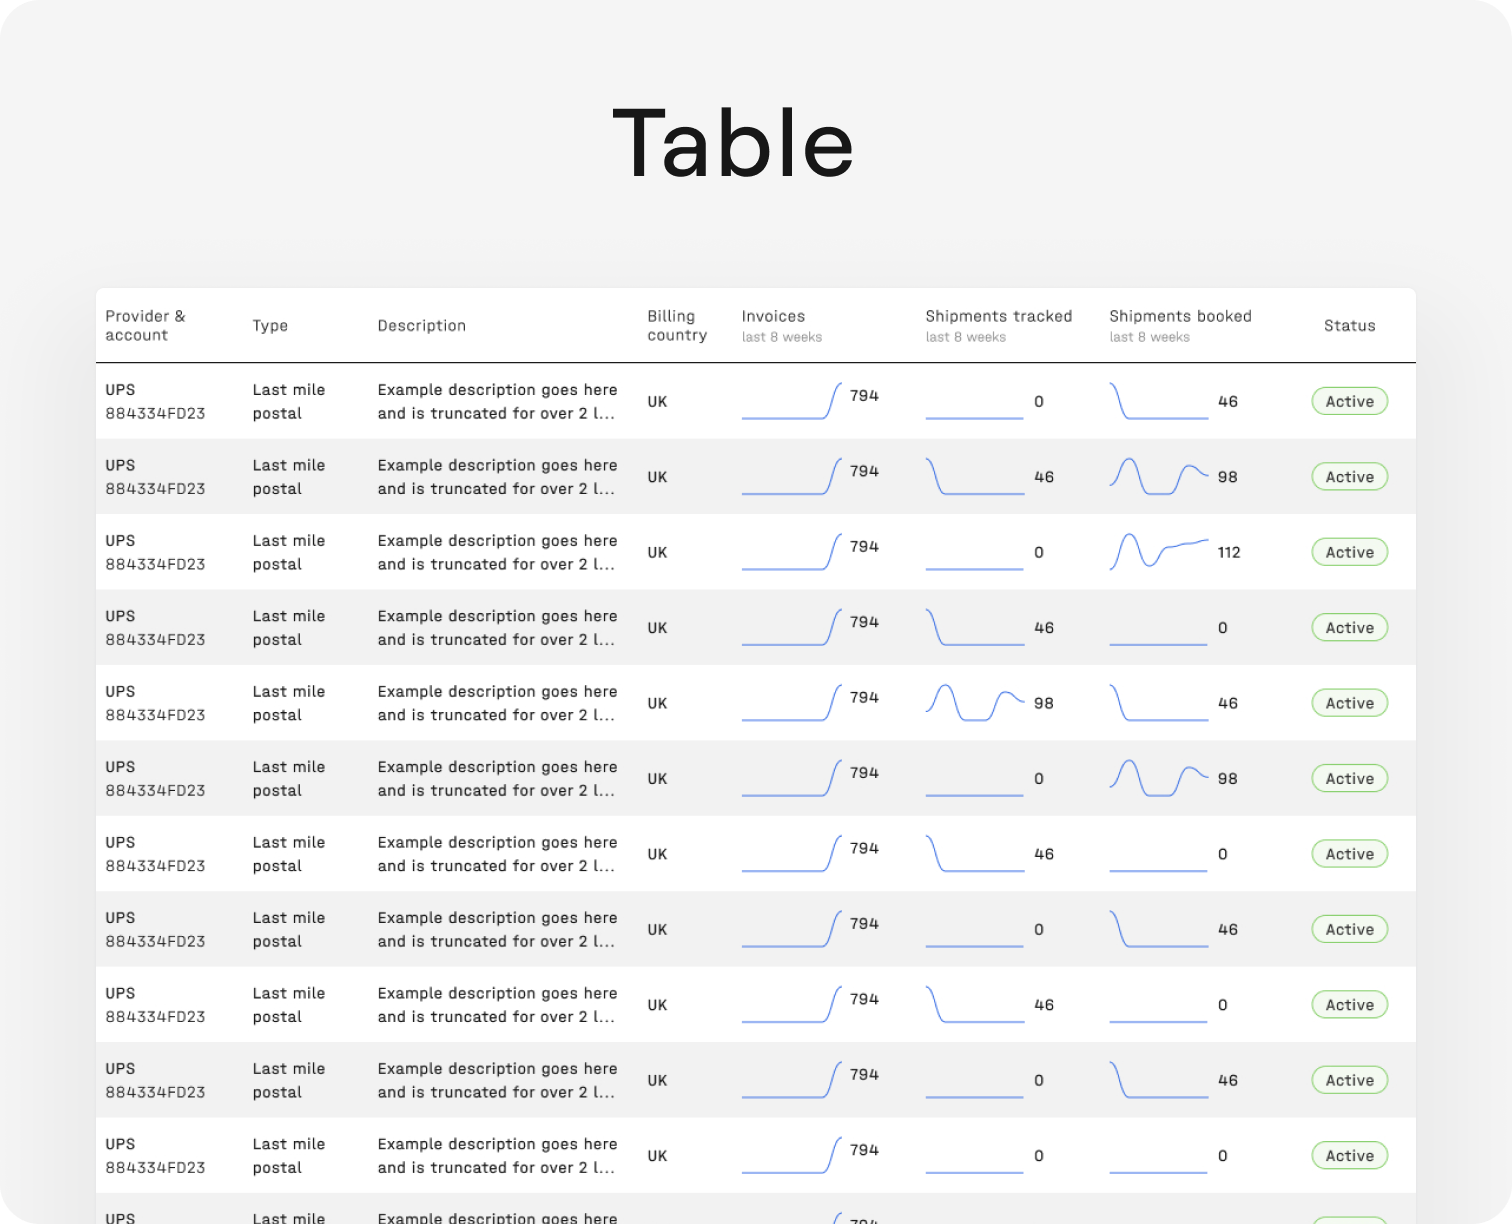 Table
Provider & account Type Description Billing country Invoices last 8 weeks Shipments tracked last 8 weeks Shipments booked last 8 weeks Status
UPS Last mile Example description goes here UK 794 0 46 Active
884334FD23 postal and is truncated for over 2 l...
UPS Last mile Example description goes here UK 794 46 98 Active
884334FD23 postal and is truncated for over 2 l...
UPS Last mile Example description goes here UK 794 0 112 Active
884334FD23 postal and is truncated for over 2 l...
UPS Last mile Example description goes here UK 794 46 0 Active
884334FD23 postal and is truncated for over 2 l...
UPS Last mile Example description goes here UK 794 98 46 Active
884334FD23 postal and is truncated for over 2 l...
UPS Last mile Example description goes here UK 794 0 98 Active
884334FD23 postal and is truncated for over 2 l...
UPS Last mile Example description goes here UK 794 46 0 Active
884334FD23 postal and is truncated for over 2 l...
UPS Last mile Example description goes here UK 794 0 46 Active
884334FD23 postal and is truncated for over 2 l...
UPS Last mile Example description goes here UK 794 46 0 Active
884334FD23 postal and is truncated for over 2 l...
UPS Last mile Example description goes here UK 794 0 46 Active
884334FD23 postal and is truncated for over 2 l...
UPS Last mile Example description goes here UK 794 0 0 Active
884334FD23 postal and is truncated for over 2 l...
UPS Last mile Example description goes here 794